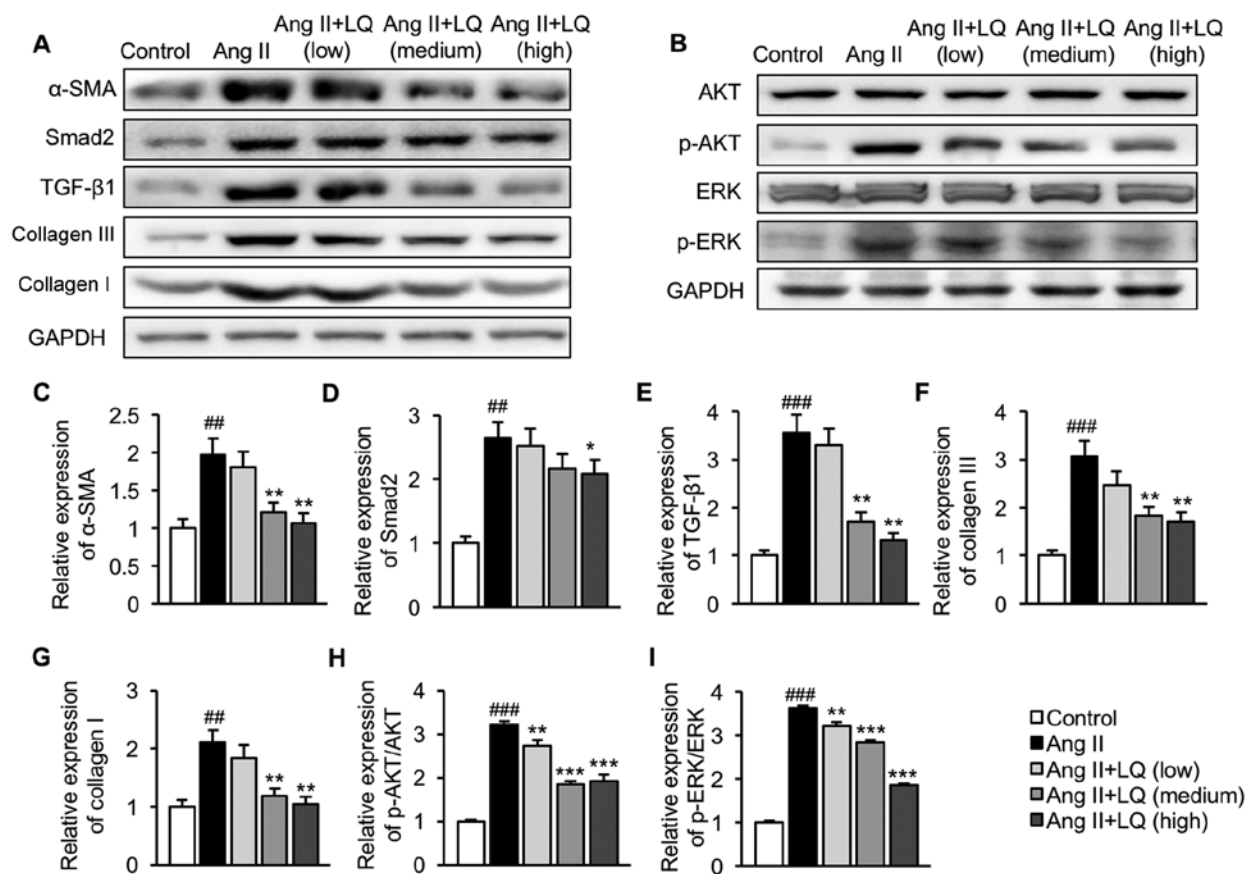 A
Control
Ang II
Ang II+LQ
(low)
Ang II+LQ
(medium)
Ang II+LQ
(high)
α-SMA
Smad2
TGF-β1
Collagen III
Collagen I
GAPDH
B
Control
Ang II
Ang II+LQ
(low)
Ang II+LQ
(medium)
Ang II+LQ
(high)
AKT
p-AKT
ERK
p-ERK
GAPDH
C
Relative expression
of α-SMA
2.5
2
1.5
1
0.5
0
##
**
**
D
Relative expression
of Smad2
3
2
1
0
##
*
E
Relative expression
of TGF-β1
4
3
2
1
0
###
**
**
F
Relative expression
of collagen III
4
3
2
1
0
###
**
**
G
Relative expression
of collagen I
3
2
1
0
##
**
**
H
Relative expression
of p-AKT/AKT
4
3
2
1
0
###
**
***
***
I
Relative expression
of p-ERK/ERK
4
3
2
1
0
###
**
***
***
Control
Ang II
Ang II+LQ (low)
Ang II+LQ (medium)
Ang II+LQ (high)